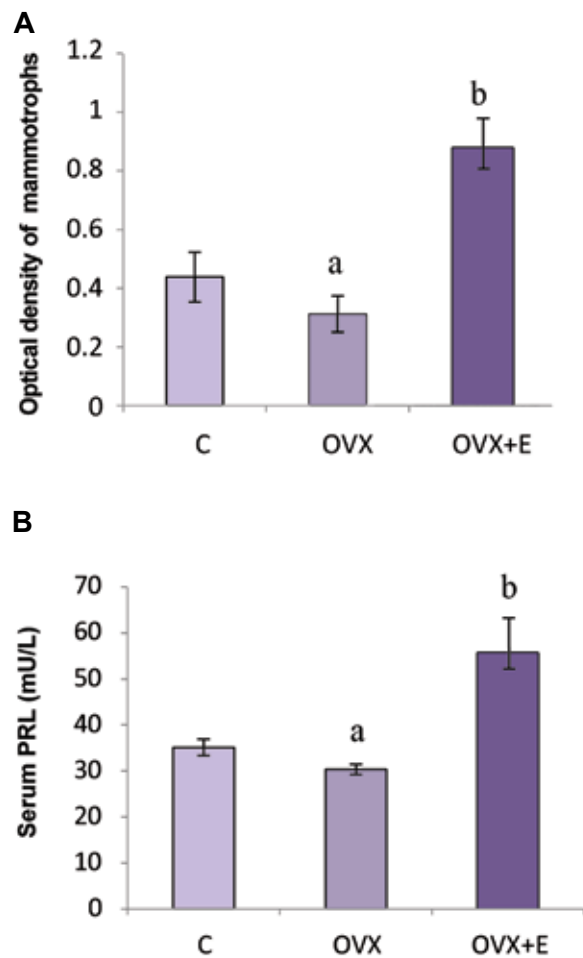 A
Optical density of mammotrophs
1.2
1
0.8
0.6
0.4
0.2
0
a
b
C OVX OVX+E
B
Serum PRL (mU/L)
70
60
50
40
30
20
10
0
a
b
C OVX OVX+E